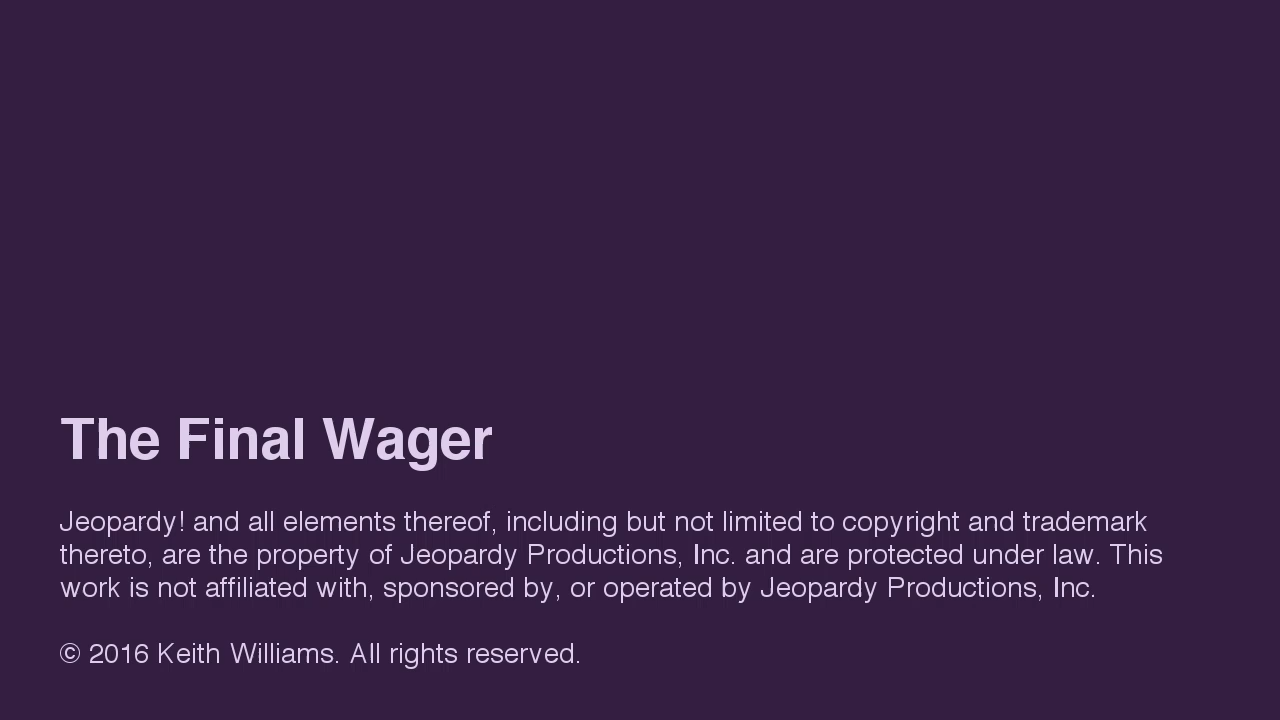 The Final Wager
Jeopardy! and all elements thereof, including but not limited to copyright and trademark
thereto, are the property of Jeopardy Productions, Inc. and are protected under law. This
work is not affiliated with, sponsored by, or operated by Jeopardy Productions, Inc.
© 2016 Keith Williams. All rights reserved.